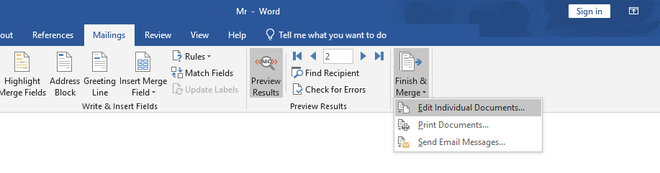 Mr - Word
Sign in
out
References
Mailings
Review
View
Help
Tell me what you want to do
Highlight
Merge Fields
Address
Block
Greeting
Line
Insert Merge
Field
Rules
Match Fields
Update Labels
Write & Insert Fields
ABC
Preview
Results
2
Find Recipient
Check for Errors
Preview Results
Finish &
Merge
Edit Individual Documents...
Print Documents...
Send Email Messages...